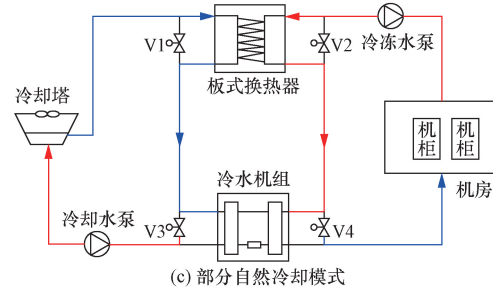 V1
V2
冷冻水泵
板式换热器
冷却塔
机柜
机柜
机房
冷水机组
冷却水泵
V3
V4
(c) 部分自然冷却模式